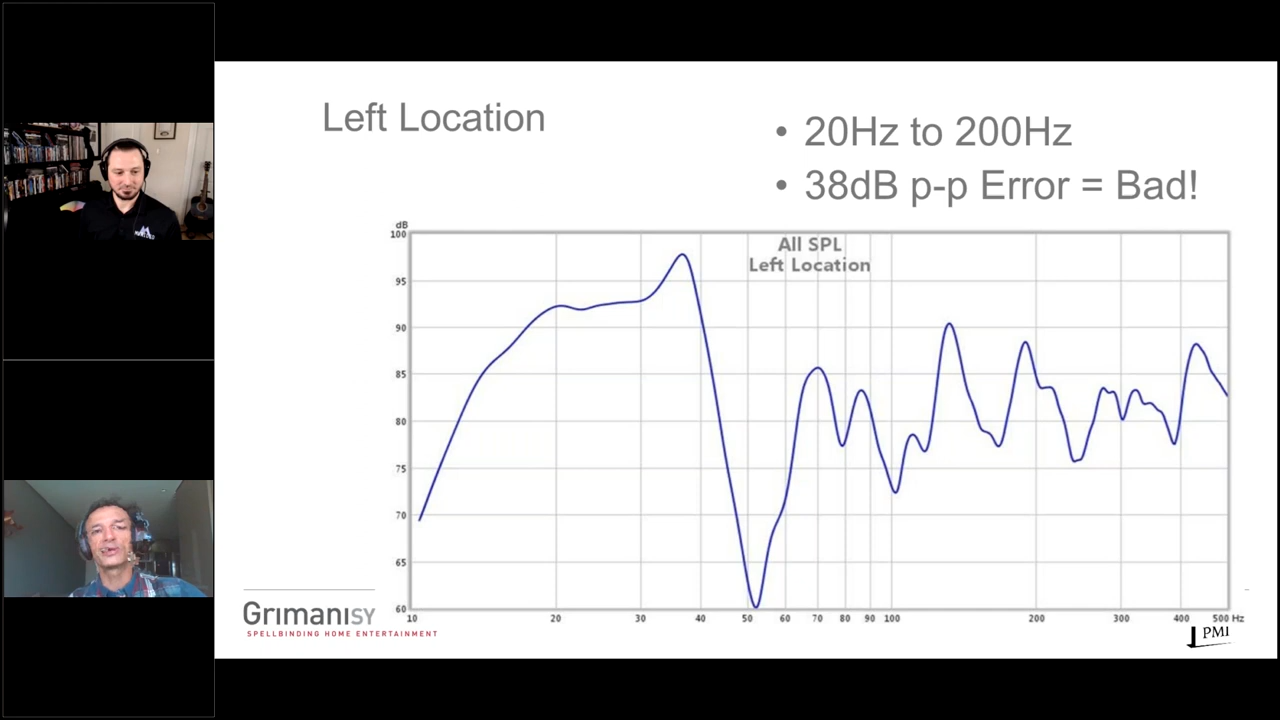 Left Location
• 20Hz to 200Hz
• 38dB p-p Error = Bad!
dB
All SPL
Left Location
100
95
90
85
80
75
70
65
60
10 20 30 40 50 60 70 80 90 100 200 300 400 500 Hz
GRIMANISY
SPELLBINDING HOME ENTERTAINMENT
PMI